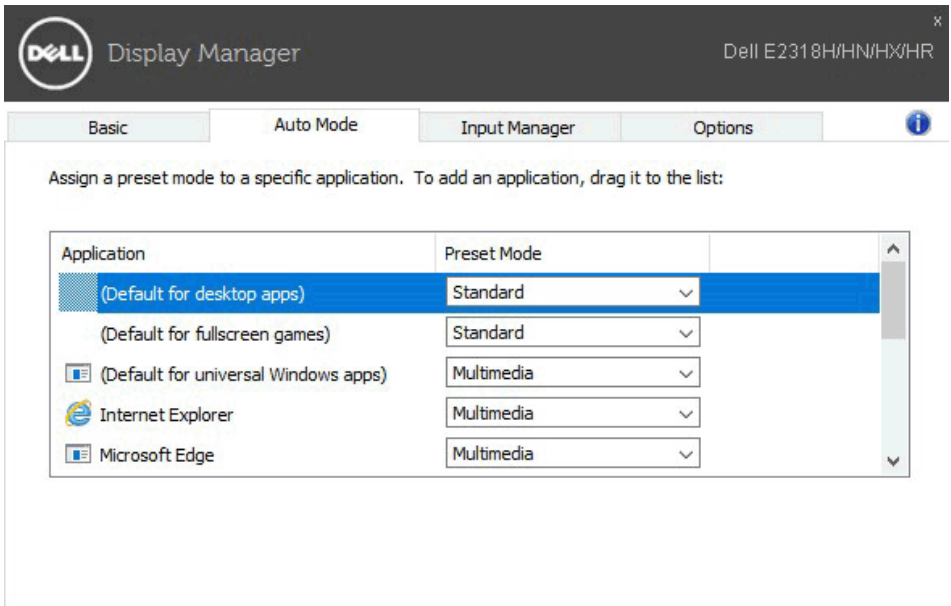 x
DELL Display Manager Dell E2318H/HN/HX/HR
Basic Auto Mode Input Manager Options i
Assign a preset mode to a specific application. To add an application, drag it to the list:
Application Preset Mode
(Default for desktop apps) Standard
(Default for fullscreen games) Standard
(Default for universal Windows apps) Multimedia
Internet Explorer Multimedia
Microsoft Edge Multimedia